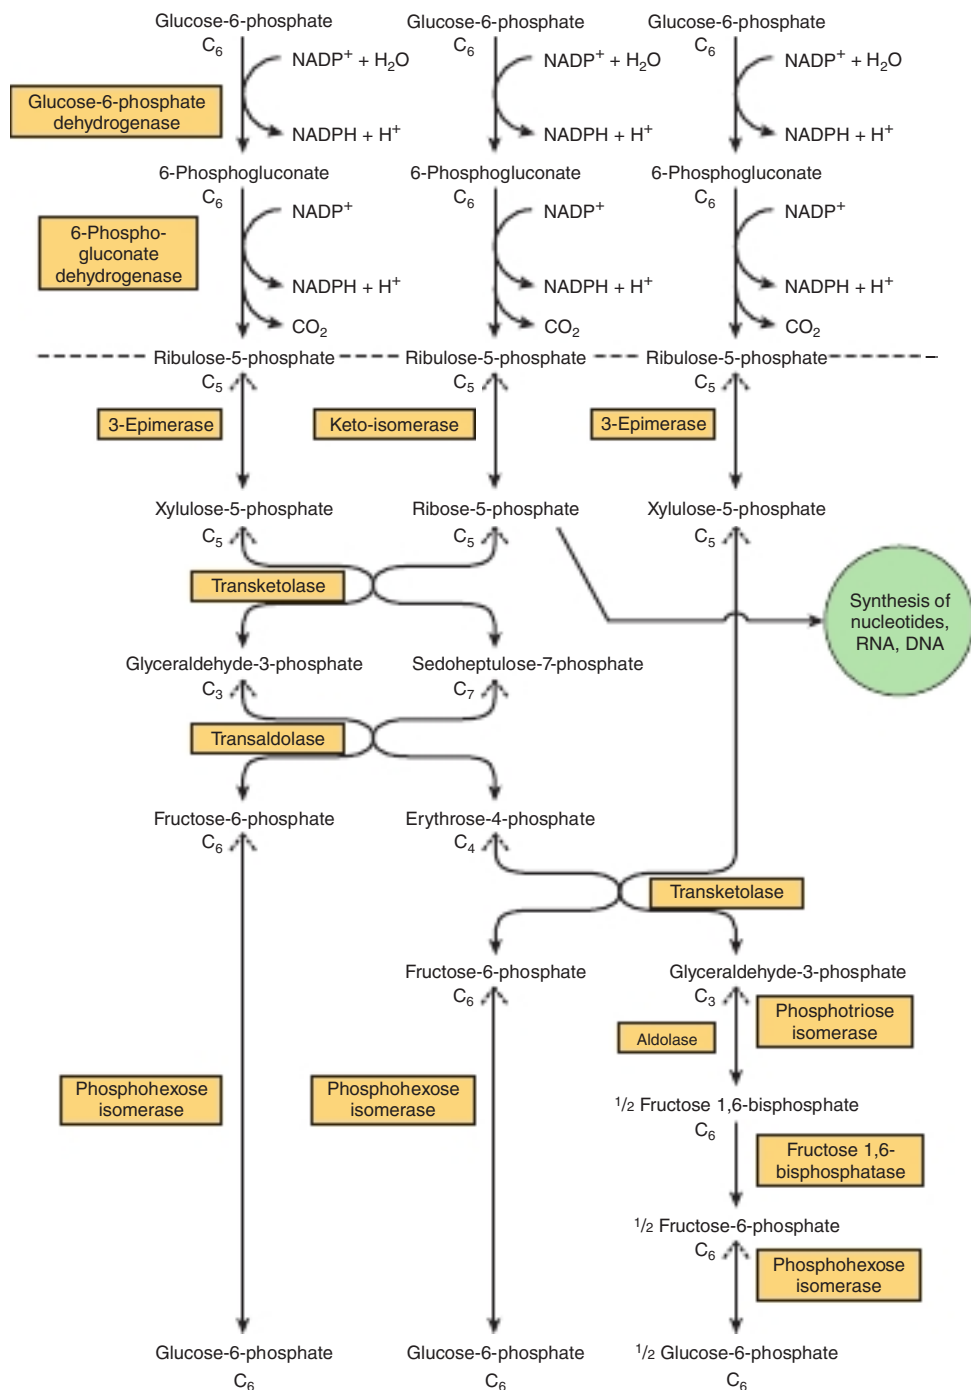 Glucose-6-phosphate Glucose-6-phosphate Glucose-6-phosphate
C6 C6 C6
NADP+ + H2O NADP+ + H2O NADP+ + H2O
Glucose-6-phosphate
dehydrogenase
NADPH + H+ NADPH + H+ NADPH + H+
6-Phosphogluconate 6-Phosphogluconate 6-Phosphogluconate
C6 C6 C6
NADP+ NADP+ NADP+
6-Phospho-
gluconate
dehydrogenase
NADPH + H+ NADPH + H+ NADPH + H+
CO2 CO2 CO2
Ribulose-5-phosphate Ribulose-5-phosphate Ribulose-5-phosphate
C5 C5 C5
3-Epimerase Keto-isomerase 3-Epimerase
Xylulose-5-phosphate Ribose-5-phosphate Xylulose-5-phosphate
C5 C5 C5
Transketolase
Synthesis of
nucleotides,
RNA, DNA
Glyceraldehyde-3-phosphate Sedoheptulose-7-phosphate
C3 C7
Transaldolase
Fructose-6-phosphate Erythrose-4-phosphate
C6 C4
Transketolase
Fructose-6-phosphate Glyceraldehyde-3-phosphate
C6 C3
Phosphotriose
isomerase
Aldolase
Phosphohexose
isomerase
Phosphohexose
isomerase
1/2 Fructose 1,6-bisphosphate
C6
Fructose 1,6-
bisphosphatase
1/2 Fructose-6-phosphate
C6
Phosphohexose
isomerase
Glucose-6-phosphate Glucose-6-phosphate 1/2 Glucose-6-phosphate
C6 C6 C6